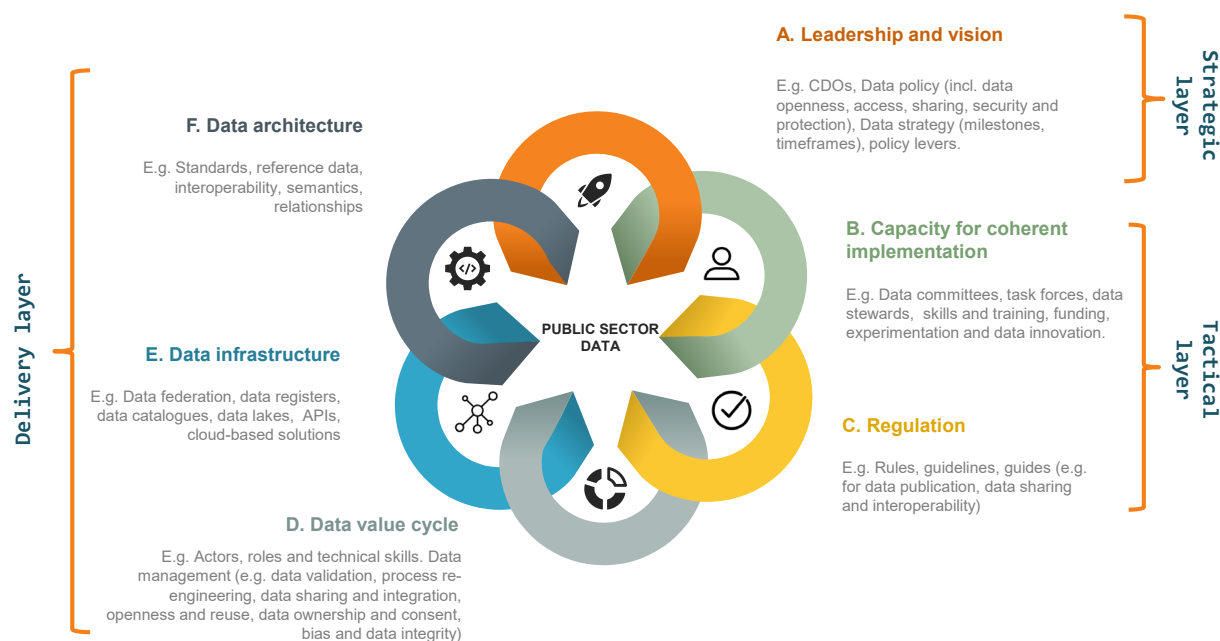 A. Leadership and vision
E.g. CDOs, Data policy (incl. data
openness, access, sharing, security and
protection), Data strategy (milestones,
timeframes), policy levers.
Strategic
layer
B. Capacity for coherent
implementation
E.g. Data committees, task forces, data
stewards, skills and training, funding,
experimentation and data innovation.
C. Regulation
E.g. Rules, guidelines, guides (e.g.
for data publication, data sharing
and interoperability)
Tactical
layer
PUBLIC SECTOR
DATA
F. Data architecture
E.g. Standards, reference data,
interoperability, semantics,
relationships
E. Data infrastructure
E.g. Data federation, data registers,
data catalogues, data lakes, APIs,
cloud-based solutions
D. Data value cycle
E.g. Actors, roles and technical skills. Data
management (e.g. data validation, process re-
engineering, data sharing and integration,
openness and reuse, data ownership and consent,
bias and data integrity)
Delivery layer